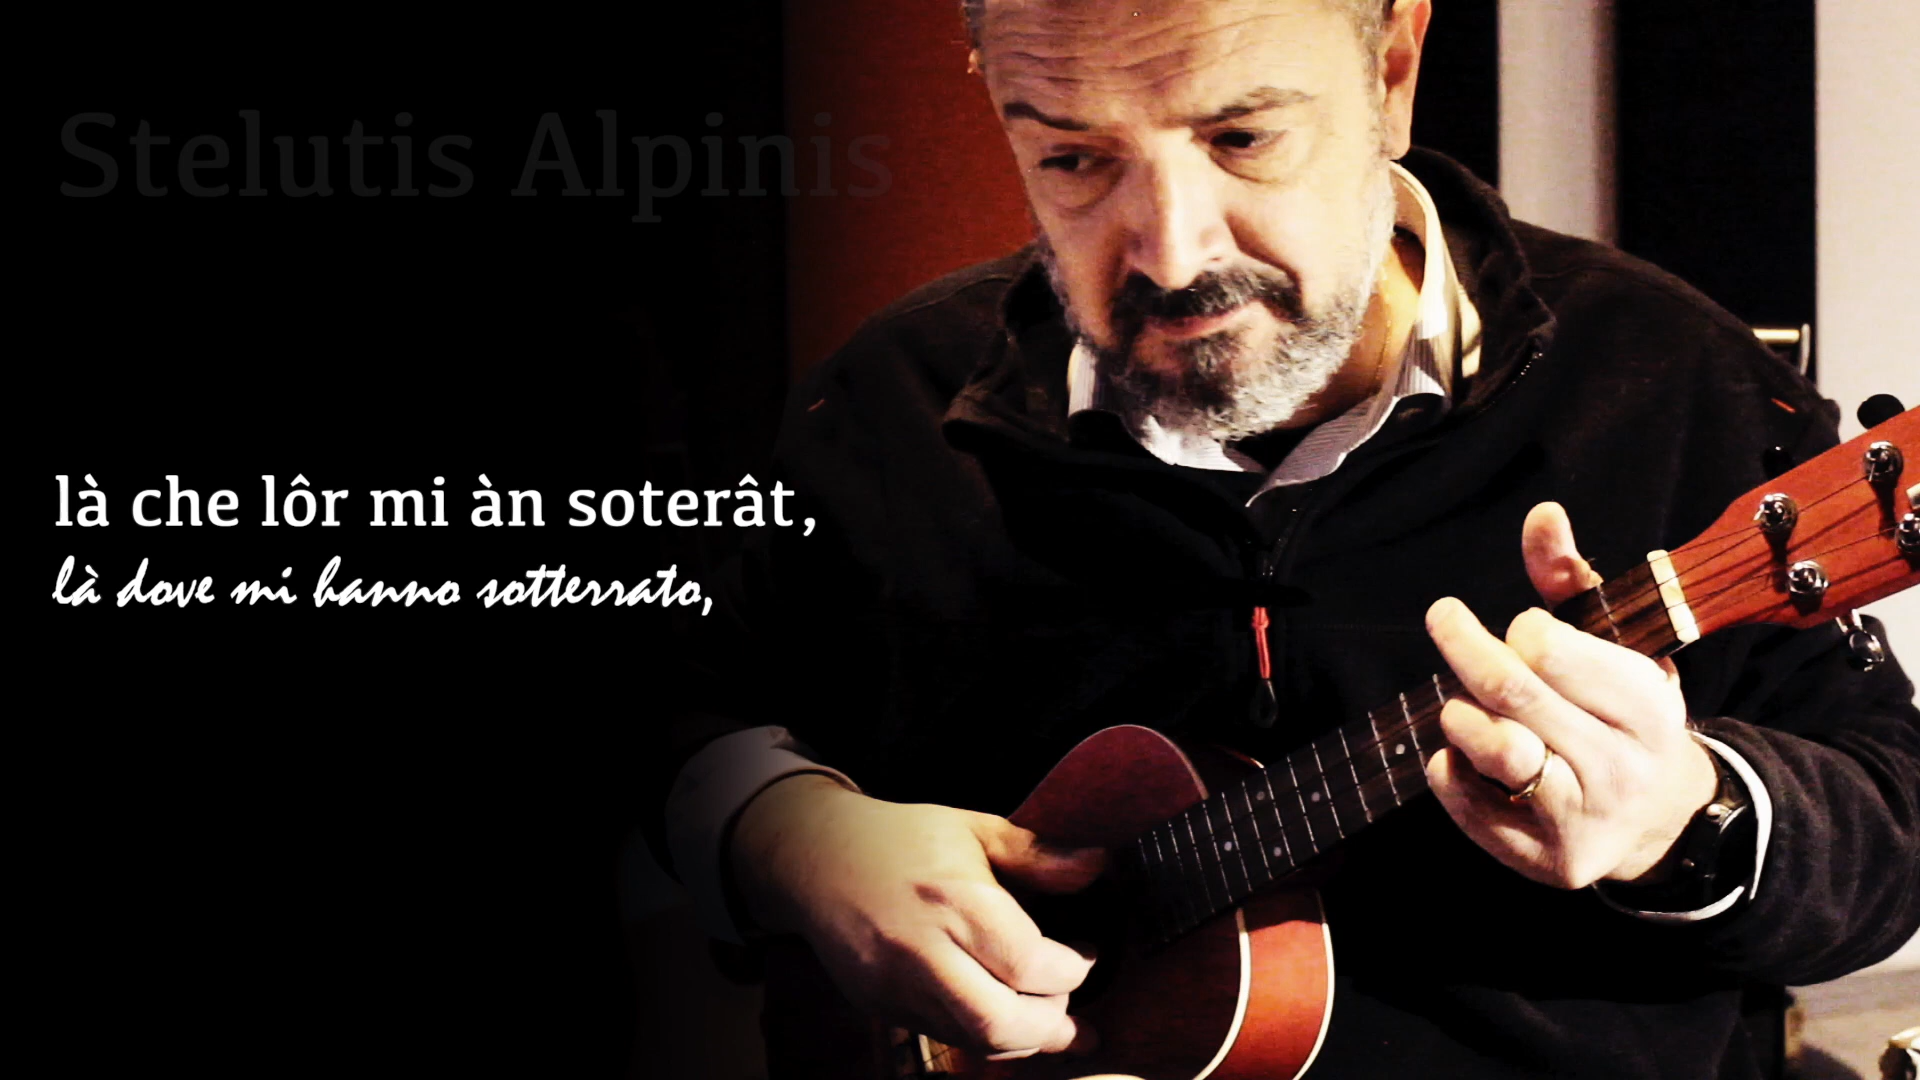 Stelutis Alpinis
là che lôr mi àn soterât,
là dove mi hanno sotterrato,